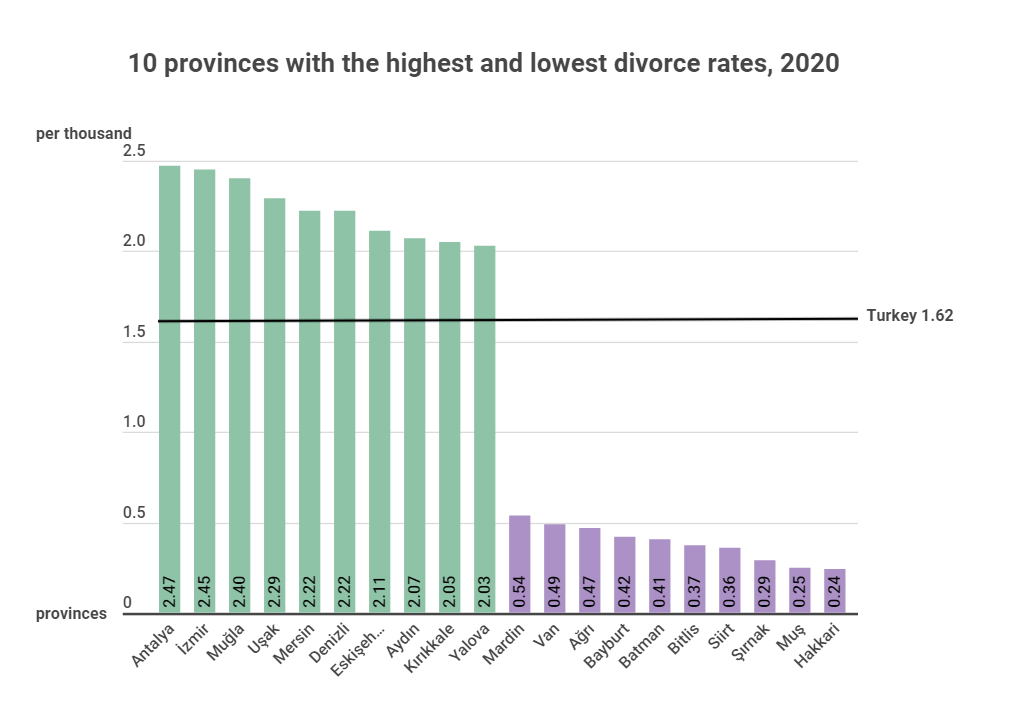 10 provinces with the highest and lowest divorce rates, 2020
per thousand
2.5
2.0
1.5
1.0
0.5
0
provinces
Turkey 1.62
2.47
2.45
2.40
2.29
2.22
2.22
2.11
2.07
2.05
2.03
0.54
0.49
0.47
0.42
0.41
0.37
0.36
0.29
0.25
0.24
Antalya
İzmir
Muğla
Uşak
Mersin
Denizli
Eskişeh...
Aydın
Kırıkkale
Yalova
Mardin
Van
Ağrı
Bayburt
Batman
Bitlis
Siirt
Şırnak
Muş
Hakkari